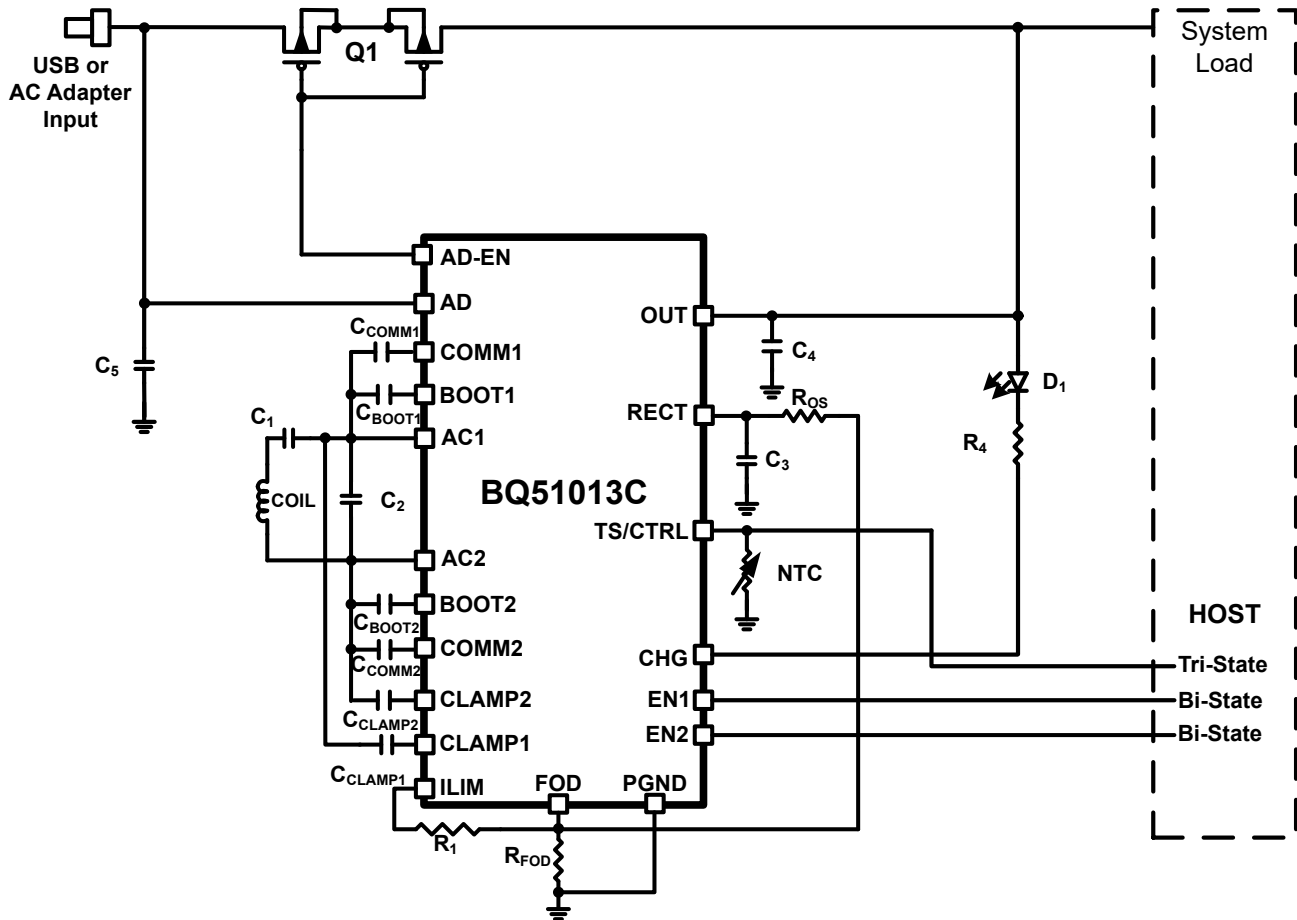 USB or
AC Adapter
Input
Q1
System
Load
AD-EN
AD
C5
CCOMM1
COMM1
CBOOT1
BOOT1
C1
AC1
COIL
C2
AC2
BOOT2
CBOOT2
COMM2
CCOMM2
CLAMP2
CCLAMP2
CLAMP1
CCLAMP1
ILIM
R1
FOD
PGND
RFOD
BQ51013C
OUT
C4
RECT
ROS
C3
TS/CTRL
NTC
CHG
EN1
EN2
D1
R4
HOST
Tri-State
Bi-State
Bi-State